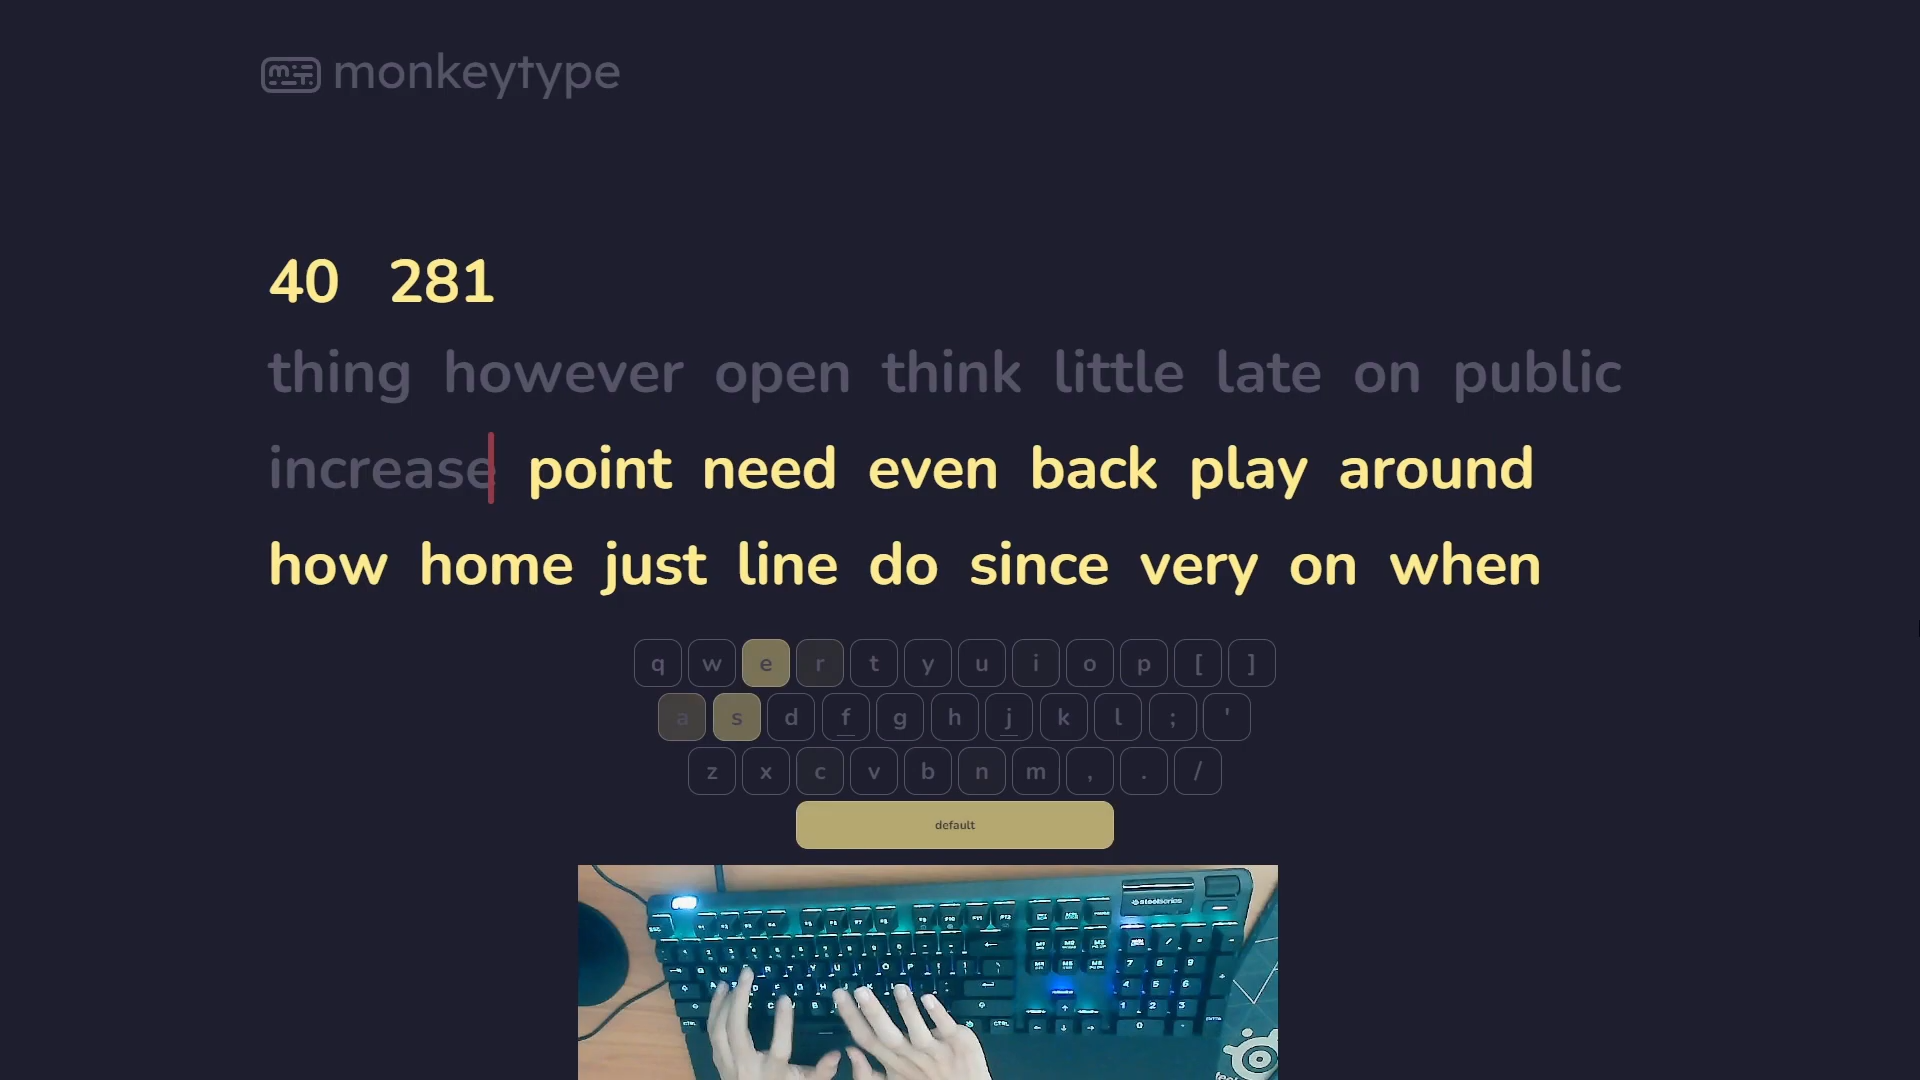 monkeytype
40 281
thing however open think little late on public
increase point need even back play around
how home just line do since very on when
q w e r t y u i o p [ ]
a s d f g h j k l ; '
z x c v b n m , . /
default
steelseries